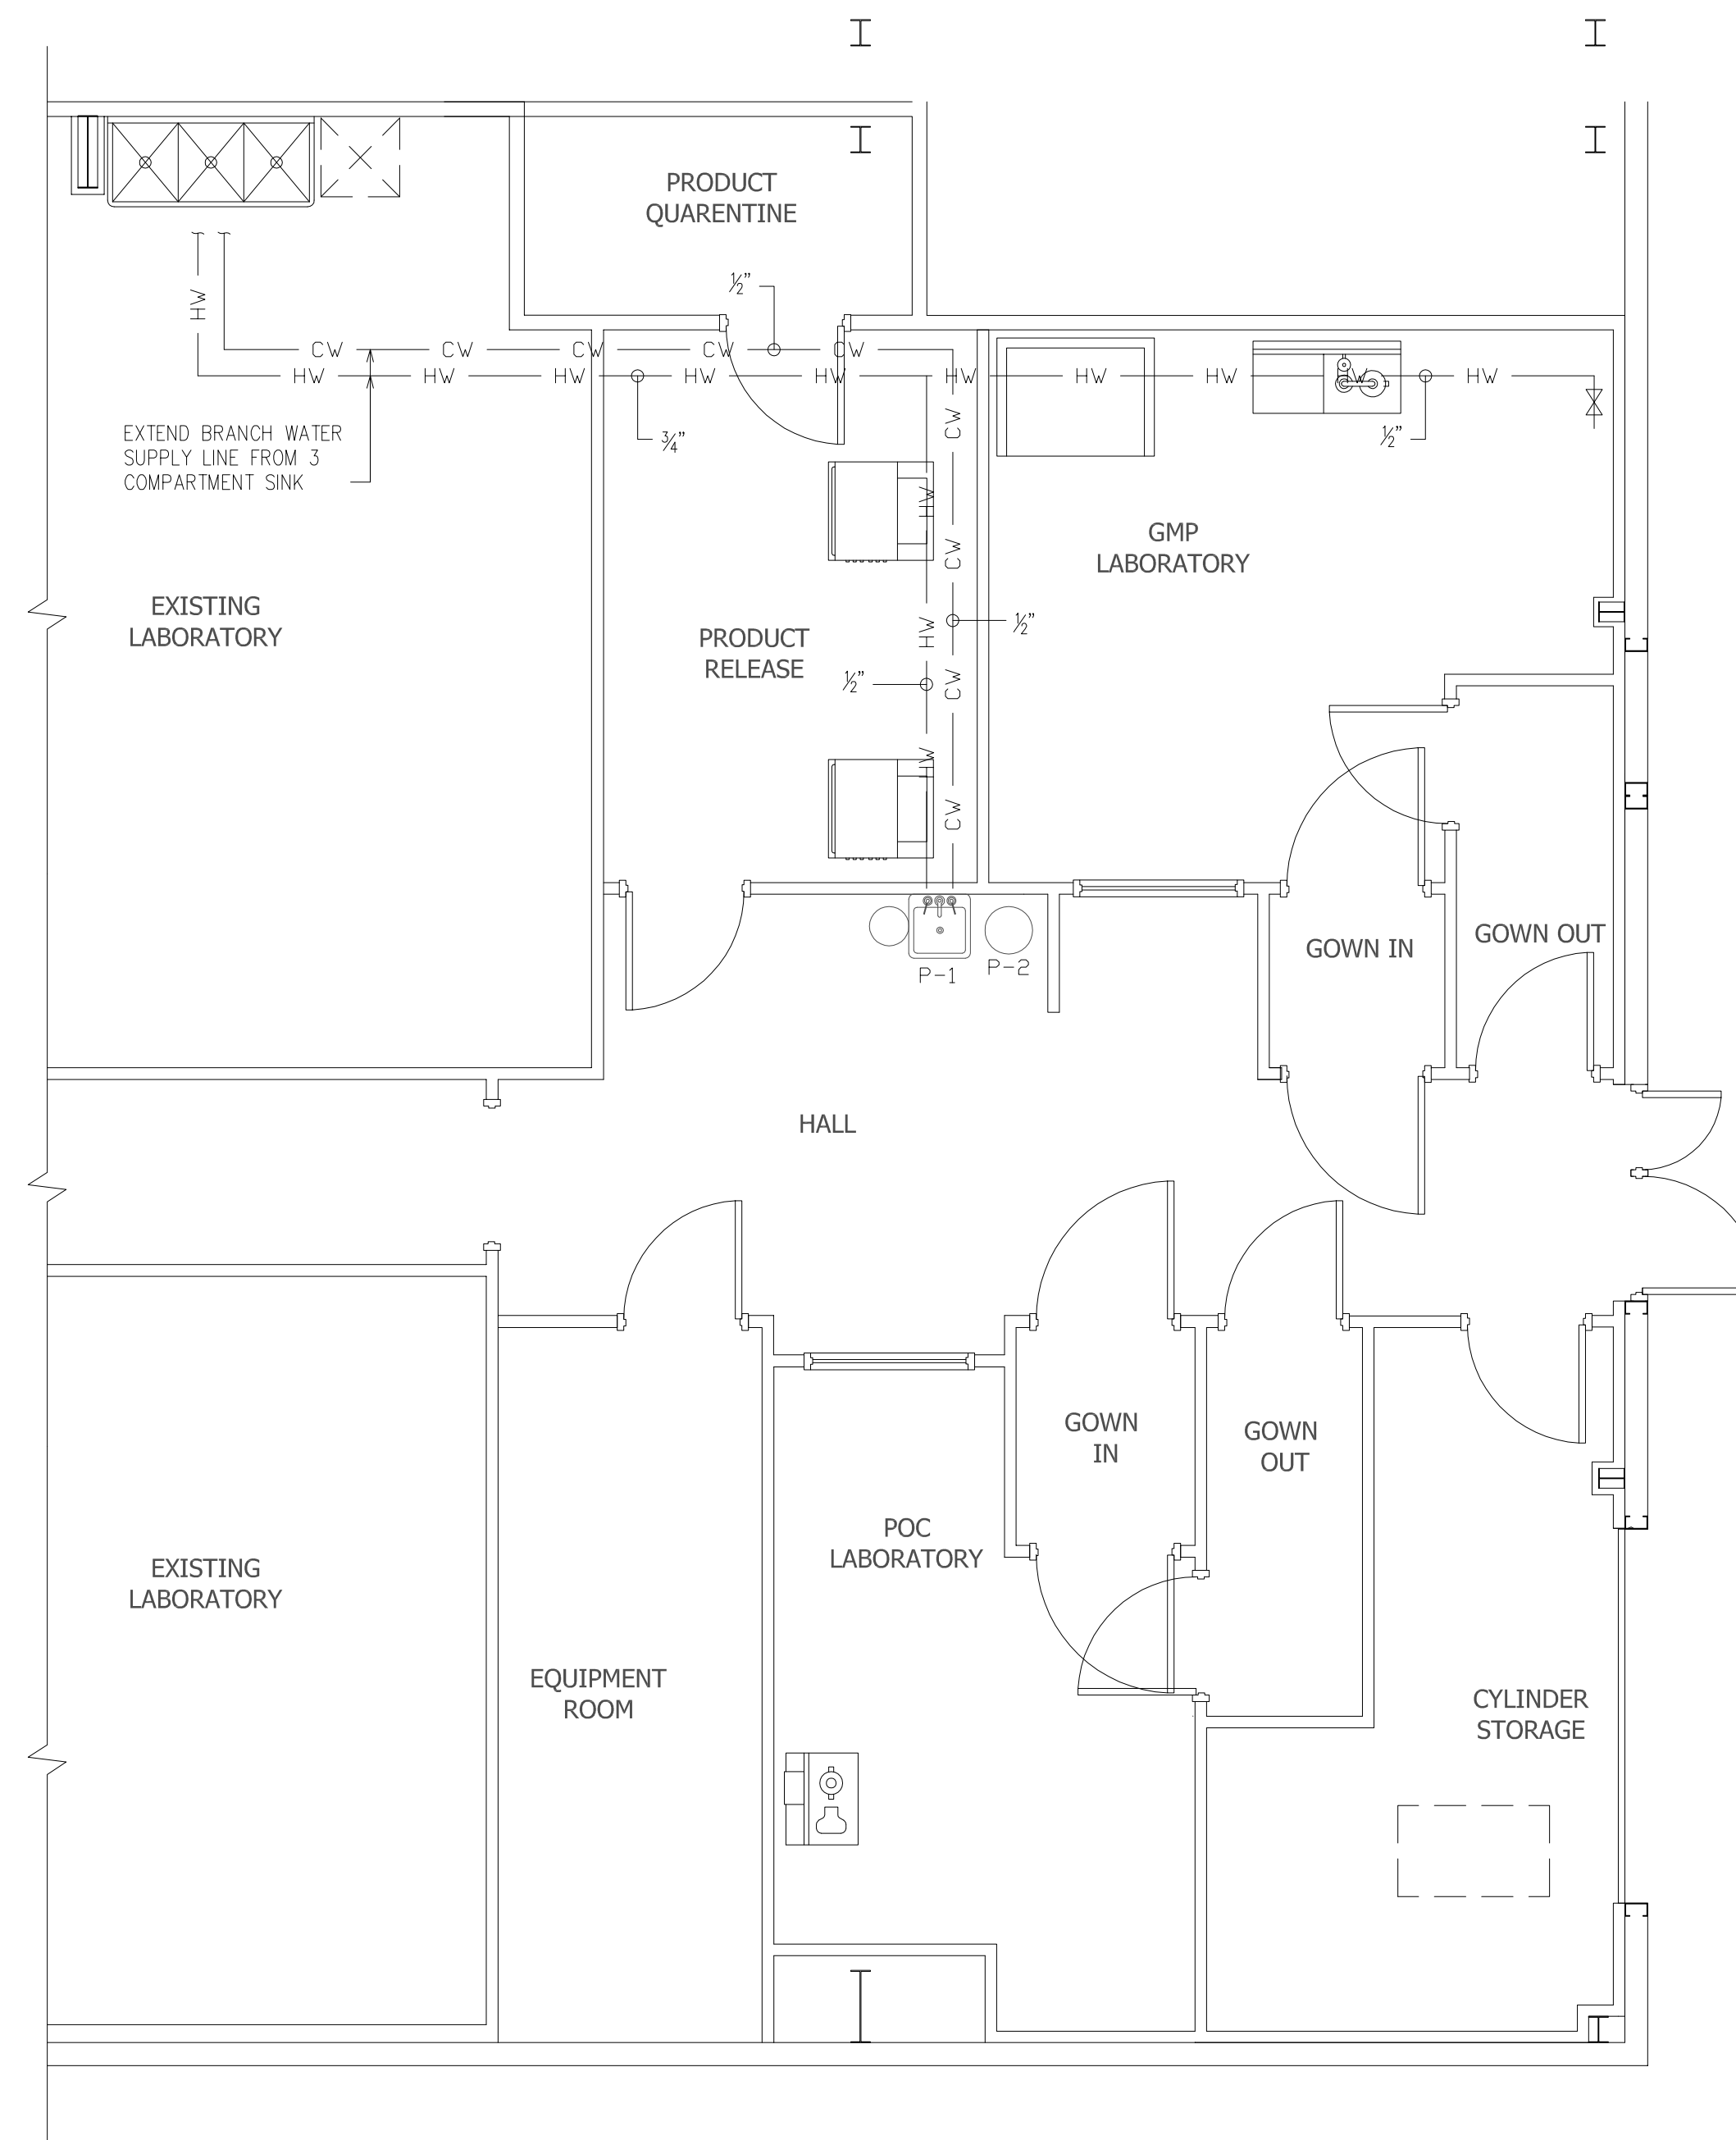 PRODUCT
QUARENTINE
½"
HW
CW CW CW CW CW
HW HW HW HW HW HW HW HW W HW
EXTEND BRANCH WATER
SUPPLY LINE FROM 3
COMPARTMENT SINK
¾"
CW
½"
HW
GMP
LABORATORY
CW
EXISTING
LABORATORY
PRODUCT
RELEASE
HW
½"
½"
CW
HW
CW
GOWN IN
GOWN OUT
P-1
P-2
HALL
GOWN
IN
GOWN
OUT
POC
LABORATORY
EXISTING
LABORATORY
EQUIPMENT
ROOM
CYLINDER
STORAGE